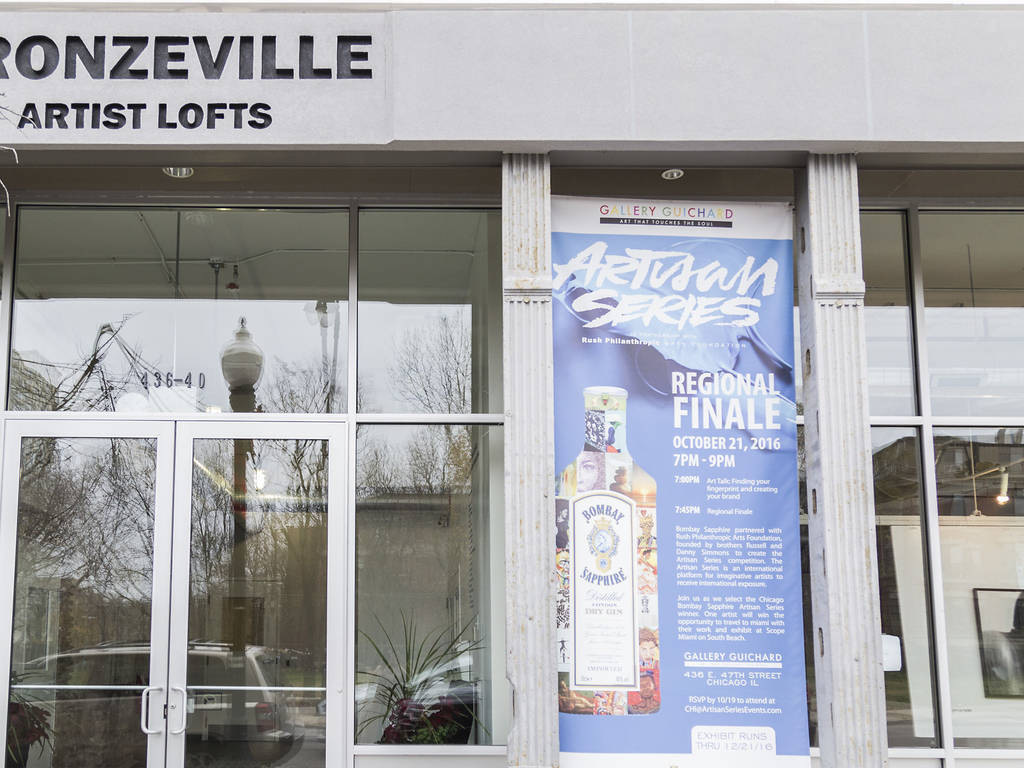 RONZEVILLE
ARTIST LOFTS
436-40
GALLERY GUICHARD
ART THAT TOUCHES THE SOUL
ARTISAN
SERIES
Rush Philanthropic ARTS FOUNDATION
REGIONAL
FINALE
OCTOBER 21, 2016
7PM - 9PM
7:00PM Art Talk: Finding your
fingerprint and creating
your brand
7:45PM Regional Finale
Bombay Sapphire partnered with
Ruth Philanthropic Arts Foundation,
founded by brothers Russell and
Danny Simmons to create the
Artisan Series competition. The
Artisan Series is an international
platform for imaginative artists to
receive international exposure.
Join us as we select the Chicago
Bombay Sapphire Artisan Series
winner. One artist will win the
opportunity to travel to miami with
their work and exhibit at Scope
Miami on South Beach.
GALLERY GUICHARD
436 E. 47TH STREET
CHICAGO IL
RSVP by 10/19 to attend at
CHI@ArtisanSeriesEvents.com
EXHIBIT RUNS
THRU 12/21/16
BOMBAY
SAPPHIRE
Distilled
LONDON
DRY GIN
IMPORTED